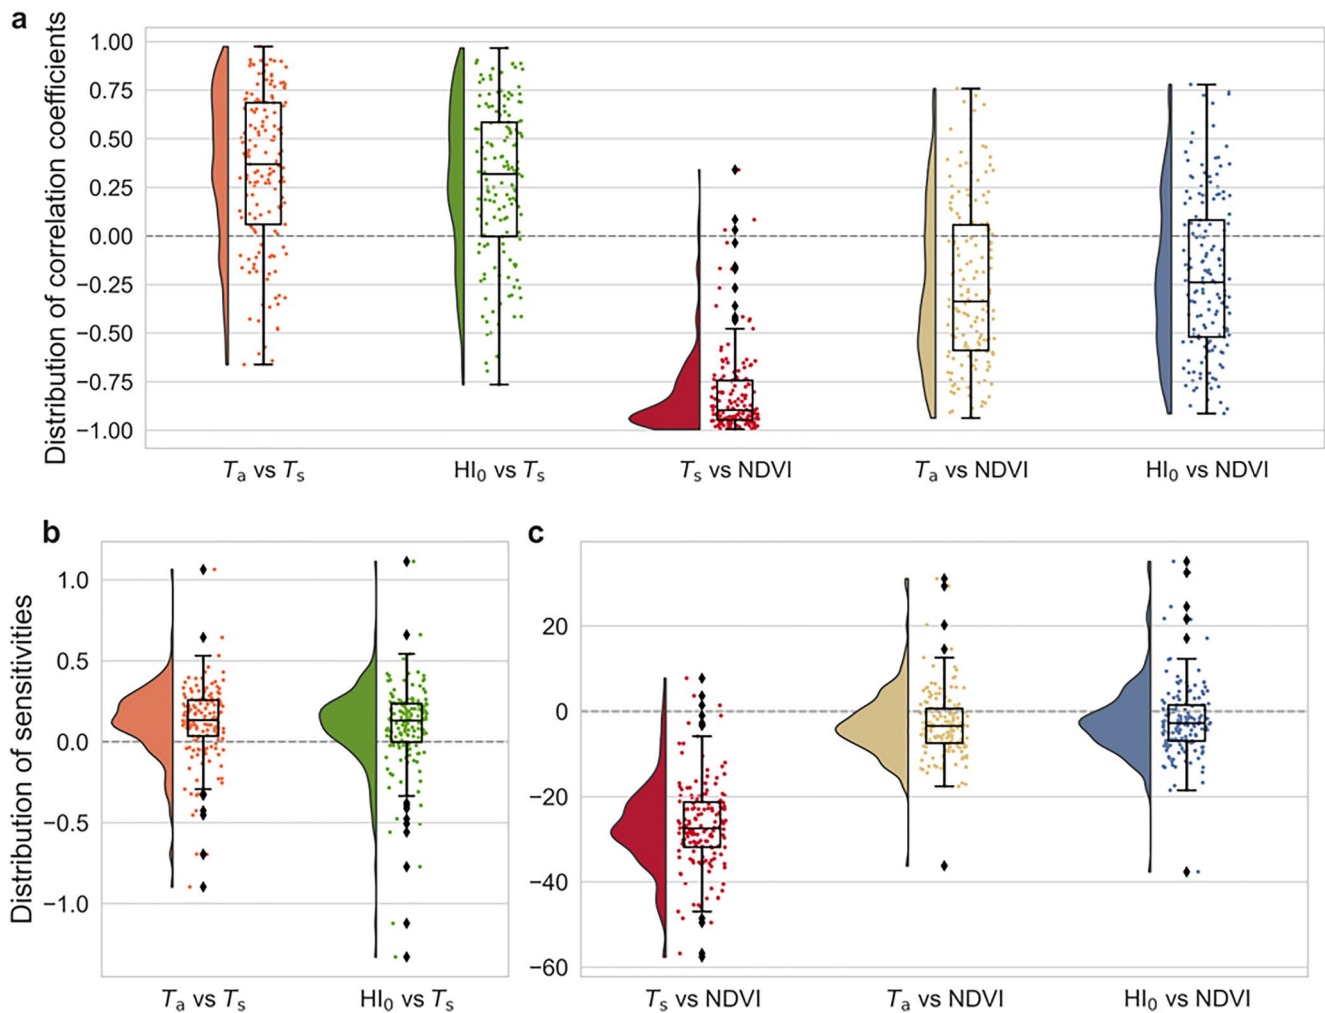 a
Distribution of correlation coefficients
1.00
0.75
0.50
0.25
0.00
−0.25
−0.50
−0.75
−1.00
Ta vs Ts
HI0 vs Ts
Ts vs NDVI
Ta vs NDVI
HI0 vs NDVI
b
Distribution of sensitivities
1.0
0.5
0.0
−0.5
−1.0
Ta vs Ts
HI0 vs Ts
c
20
0
−20
−40
−60
Ts vs NDVI
Ta vs NDVI
HI0 vs NDVI